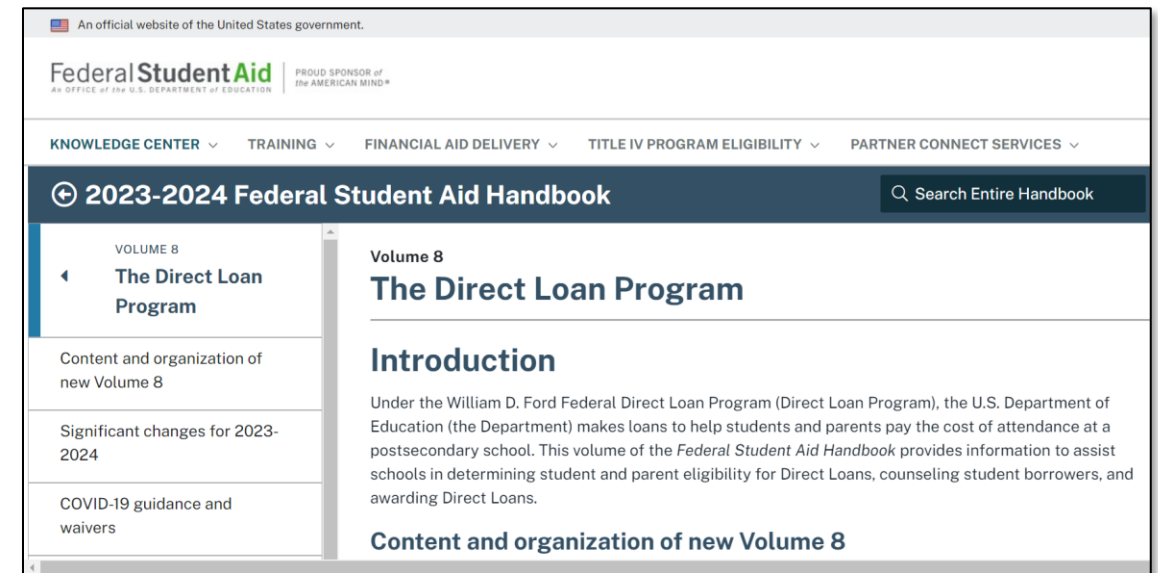 An official website of the United States government.
Federal Student Aid
An OFFICE of the U.S. DEPARTMENT of EDUCATION
PROUD SPONSOR of
the AMERICAN MIND®
KNOWLEDGE CENTER
TRAINING
FINANCIAL AID DELIVERY
TITLE IV PROGRAM ELIGIBILITY
PARTNER CONNECT SERVICES
2023-2024 Federal Student Aid Handbook
Search Entire Handbook
VOLUME 8
The Direct Loan
Program
Content and organization of
new Volume 8
Significant changes for 2023-
2024
COVID-19 guidance and
waivers
Volume 8
The Direct Loan Program
Introduction
Under the William D. Ford Federal Direct Loan Program (Direct Loan Program), the U.S. Department of
Education (the Department) makes loans to help students and parents pay the cost of attendance at a
postsecondary school. This volume of the Federal Student Aid Handbook provides information to assist
schools in determining student and parent eligibility for Direct Loans, counseling student borrowers, and
awarding Direct Loans.
Content and organization of new Volume 8